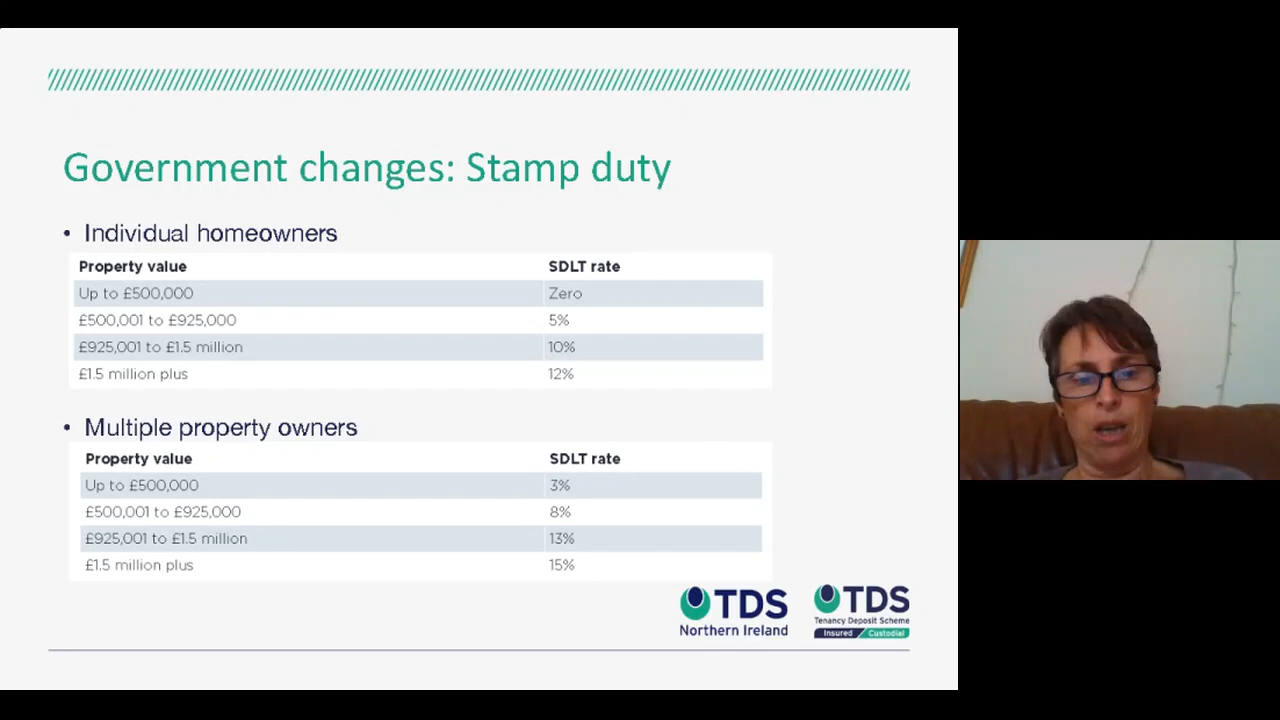 Government changes: Stamp duty
• Individual homeowners
Property value SDLT rate
Up to £500,000 Zero
£500,001 to £925,000 5%
£925,001 to £1.5 million 10%
£1.5 million plus 12%
• Multiple property owners
Property value SDLT rate
Up to £500,000 3%
£500,001 to £925,000 8%
£925,001 to £1.5 million 13%
£1.5 million plus 15%
TDS
Northern Ireland
TDS
Tenancy Deposit Scheme
Insured Custodial